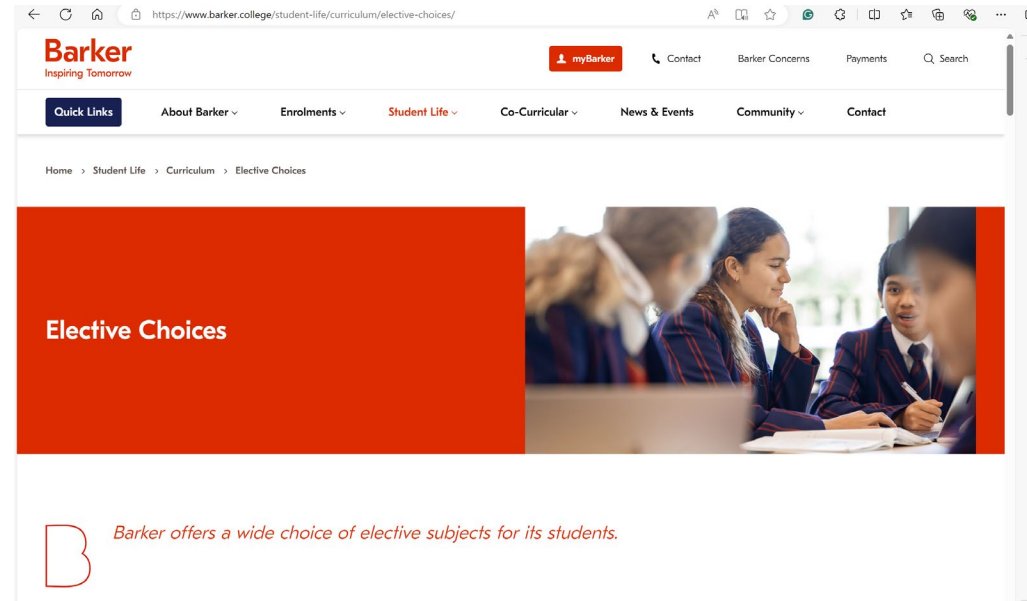 https://www.barker.college/student-life/curriculum/elective-choices/
Barker
Inspiring Tomorrow
myBarker
Contact
Barker Concerns
Payments
Search
Quick Links
About Barker
Enrolments
Student Life
Co-Curricular
News & Events
Community
Contact
Home > Student Life > Curriculum > Elective Choices
Elective Choices
B
Barker offers a wide choice of elective subjects for its students.